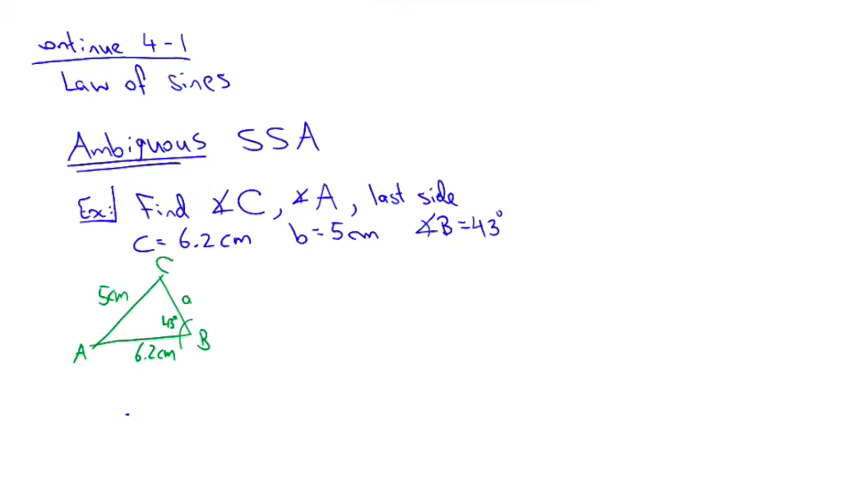 ontinue 4-1
Law of sines
Ambiguous SSA
Ex: Find ∡C, ∡A, last side
c = 6.2cm b = 5cm ∡B = 43°
C
5cm a
43°
A B
6.2cm